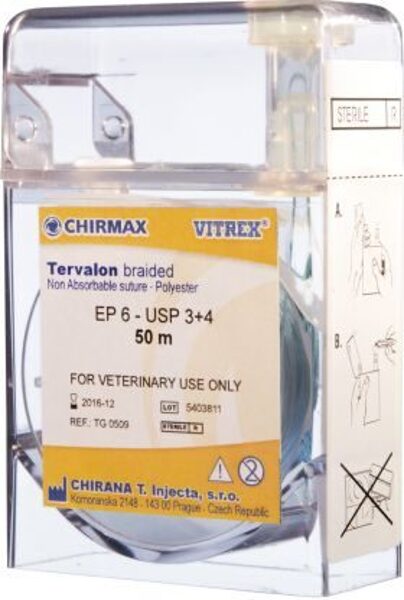 STERILE R
A.
B.
CHIRMAX VITREX®
Tervalon braided
Non Absorbable suture - Polyester
EP 6 - USP 3+4
50 m
FOR VETERINARY USE ONLY
2016-12 LOT 5403811
REF.: TG 0509 STERILE R
CHIRANA T. Injecta, s.r.o.
Komoranska 2148 - 143 00 Prague - Czech Republic